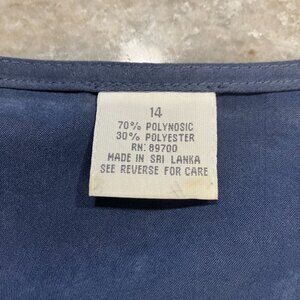 14
70% POLYNOSIC
30% POLYESTER
RN: 89700
MADE IN SRI LANKA
SEE REVERSE FOR CARE